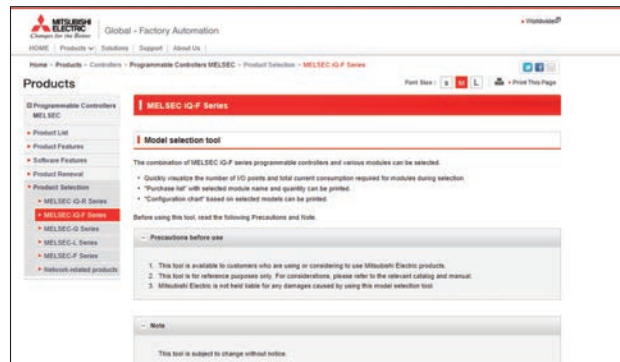 MITSUBISHI
ELECTRIC
Changes for the Better
Global - Factory Automation
Worldwide
HOME Products Solutions Support About Us
Home - Products - Controllers - Programmable Controllers MELSEC - Product Selection - MELSEC iQ-F Series
Products
Font Size : S M L Print This Page
Programmable Controllers
MELSEC
Product List
Product Features
Software Features
Product Renewal
Product Selection
MELSEC iQ-R Series
MELSEC iQ-F Series
MELSEC-Q Series
MELSEC-L Series
MELSEC-F Series
Network-related products
MELSEC iQ-F Series
Model selection tool
The combination of MELSEC iQ-F series programmable controllers and various modules can be selected.
• Quickly visualize the number of I/O points and total current consumption required for modules during selection.
• "Purchase list" with selected module name and quantity can be printed.
• "Configuration chart" based on selected models can be printed.
Before using this tool, read the following Precautions and Note.
− Precautions before use
1. This tool is available to customers who are using or considering to use Mitsubishi Electric products.
2. This tool is for reference purposes only. For considerations, please refer to the relevant catalog and manual.
3. Mitsubishi Electric is not held liable for any damages caused by using this model selection tool.
− Note
This tool is subject to change without notice.